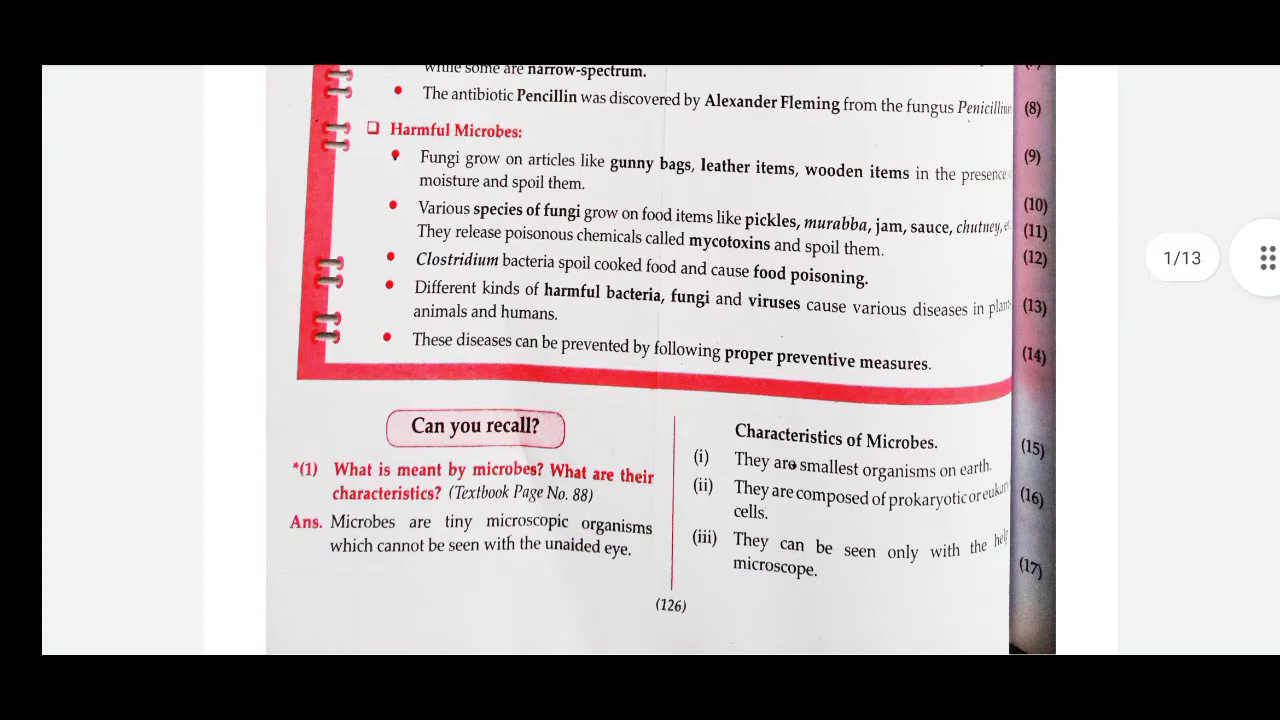 while some are narrow-spectrum.
The antibiotic Pencillin was discovered by Alexander Fleming from the fungus
Harmful Microbes:
Fungi grow on articles like gunny bags, leather items, wooden items in the presence
moisture and spoil them.
Various species of fungi grow on food items like pickles, murabba, jam, sauce, chutney,
They release poisonous chemicals called mycotoxins and spoil them.
Clostridium bacteria spoil cooked food and cause food poisoning.
Different kinds of harmful bacteria, fungi and viruses cause various diseases in
animals and humans.
These diseases can be prevented by following proper preventive measures.
Can you recall?
*(1) What is meant by microbes? What are their
characteristics? (Textbook Page No. 88)
Ans. Microbes are tiny microscopic organisms
which cannot be seen with the unaided eye.
Characteristics of Microbes.
(i) They are smallest organisms on earth.
(ii) They are composed of prokaryotic or
cells.
(iii) They can be seen only with the
microscope.
(126)
(8)
(9)
(10)
(11)
(12)
(13)
(14)
(15)
(16)
(17)
1/13